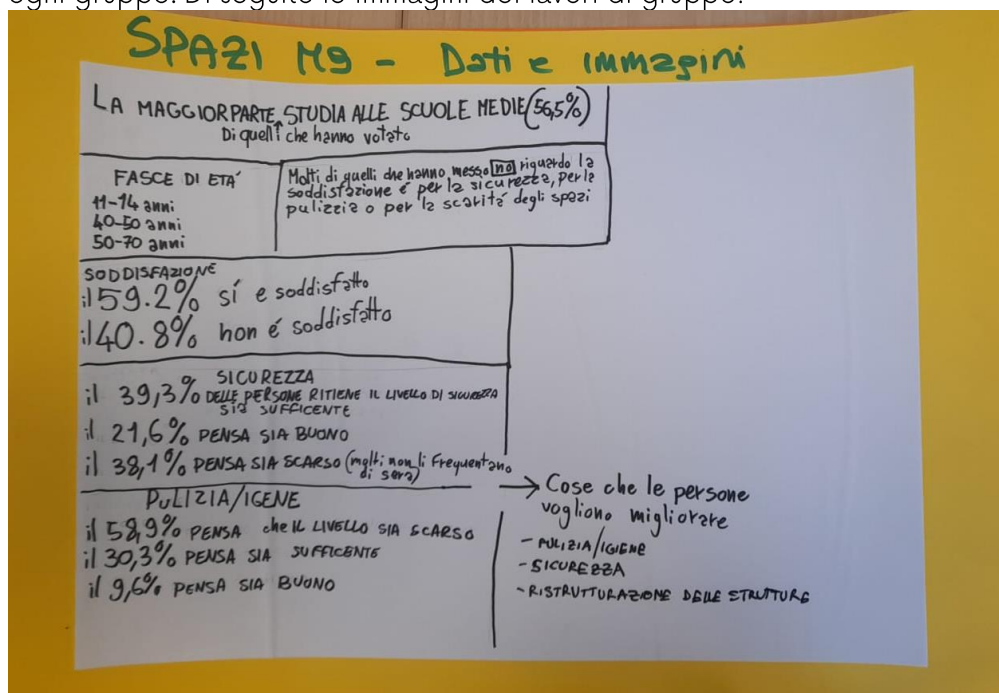 ogni gruppo. Di seguito le immagini dei lavori di gruppo:
SPAZI M9 - Dati e immagini
LA MAGGIORPARTE STUDIA ALLE SCUOLE MEDIE (56,5%)
Di quelli che hanno votato
FASCE DI ETA'
11-14 anni
40-50 anni
50-70 anni
Molti di quelli che hanno messo no riguardo la
soddisfazione é per la sicurezza, per la
pulizzia o per la scarità degli spazi
SODDISFAZIONE
il 59.2% sí e soddisfatto
il 40.8% non é soddisfatto
SICUREZZA
il 39,3% DELLE PERSONE RITIENE IL LIVELLO DI SICUREZZA
SIA SUFFICENTE
il 21,6% PENSA SIA BUONO
il 38,1% PENSA SIA SCARSO (molti non li frequentano
di sera)
PULIZIA/IGENE
il 58,9% PENSA che IL LIVELLO SIA SCARSO
il 30,3% PENSA SIA SUFFICENTE
il 9,6% PENSA SIA BUONO
→ Cose che le persone
vogliono migliorare
- PULIZIA/IGIENE
- SICUREZZA
- RISTRUTTURAZIONE DELLE STRUTTURE